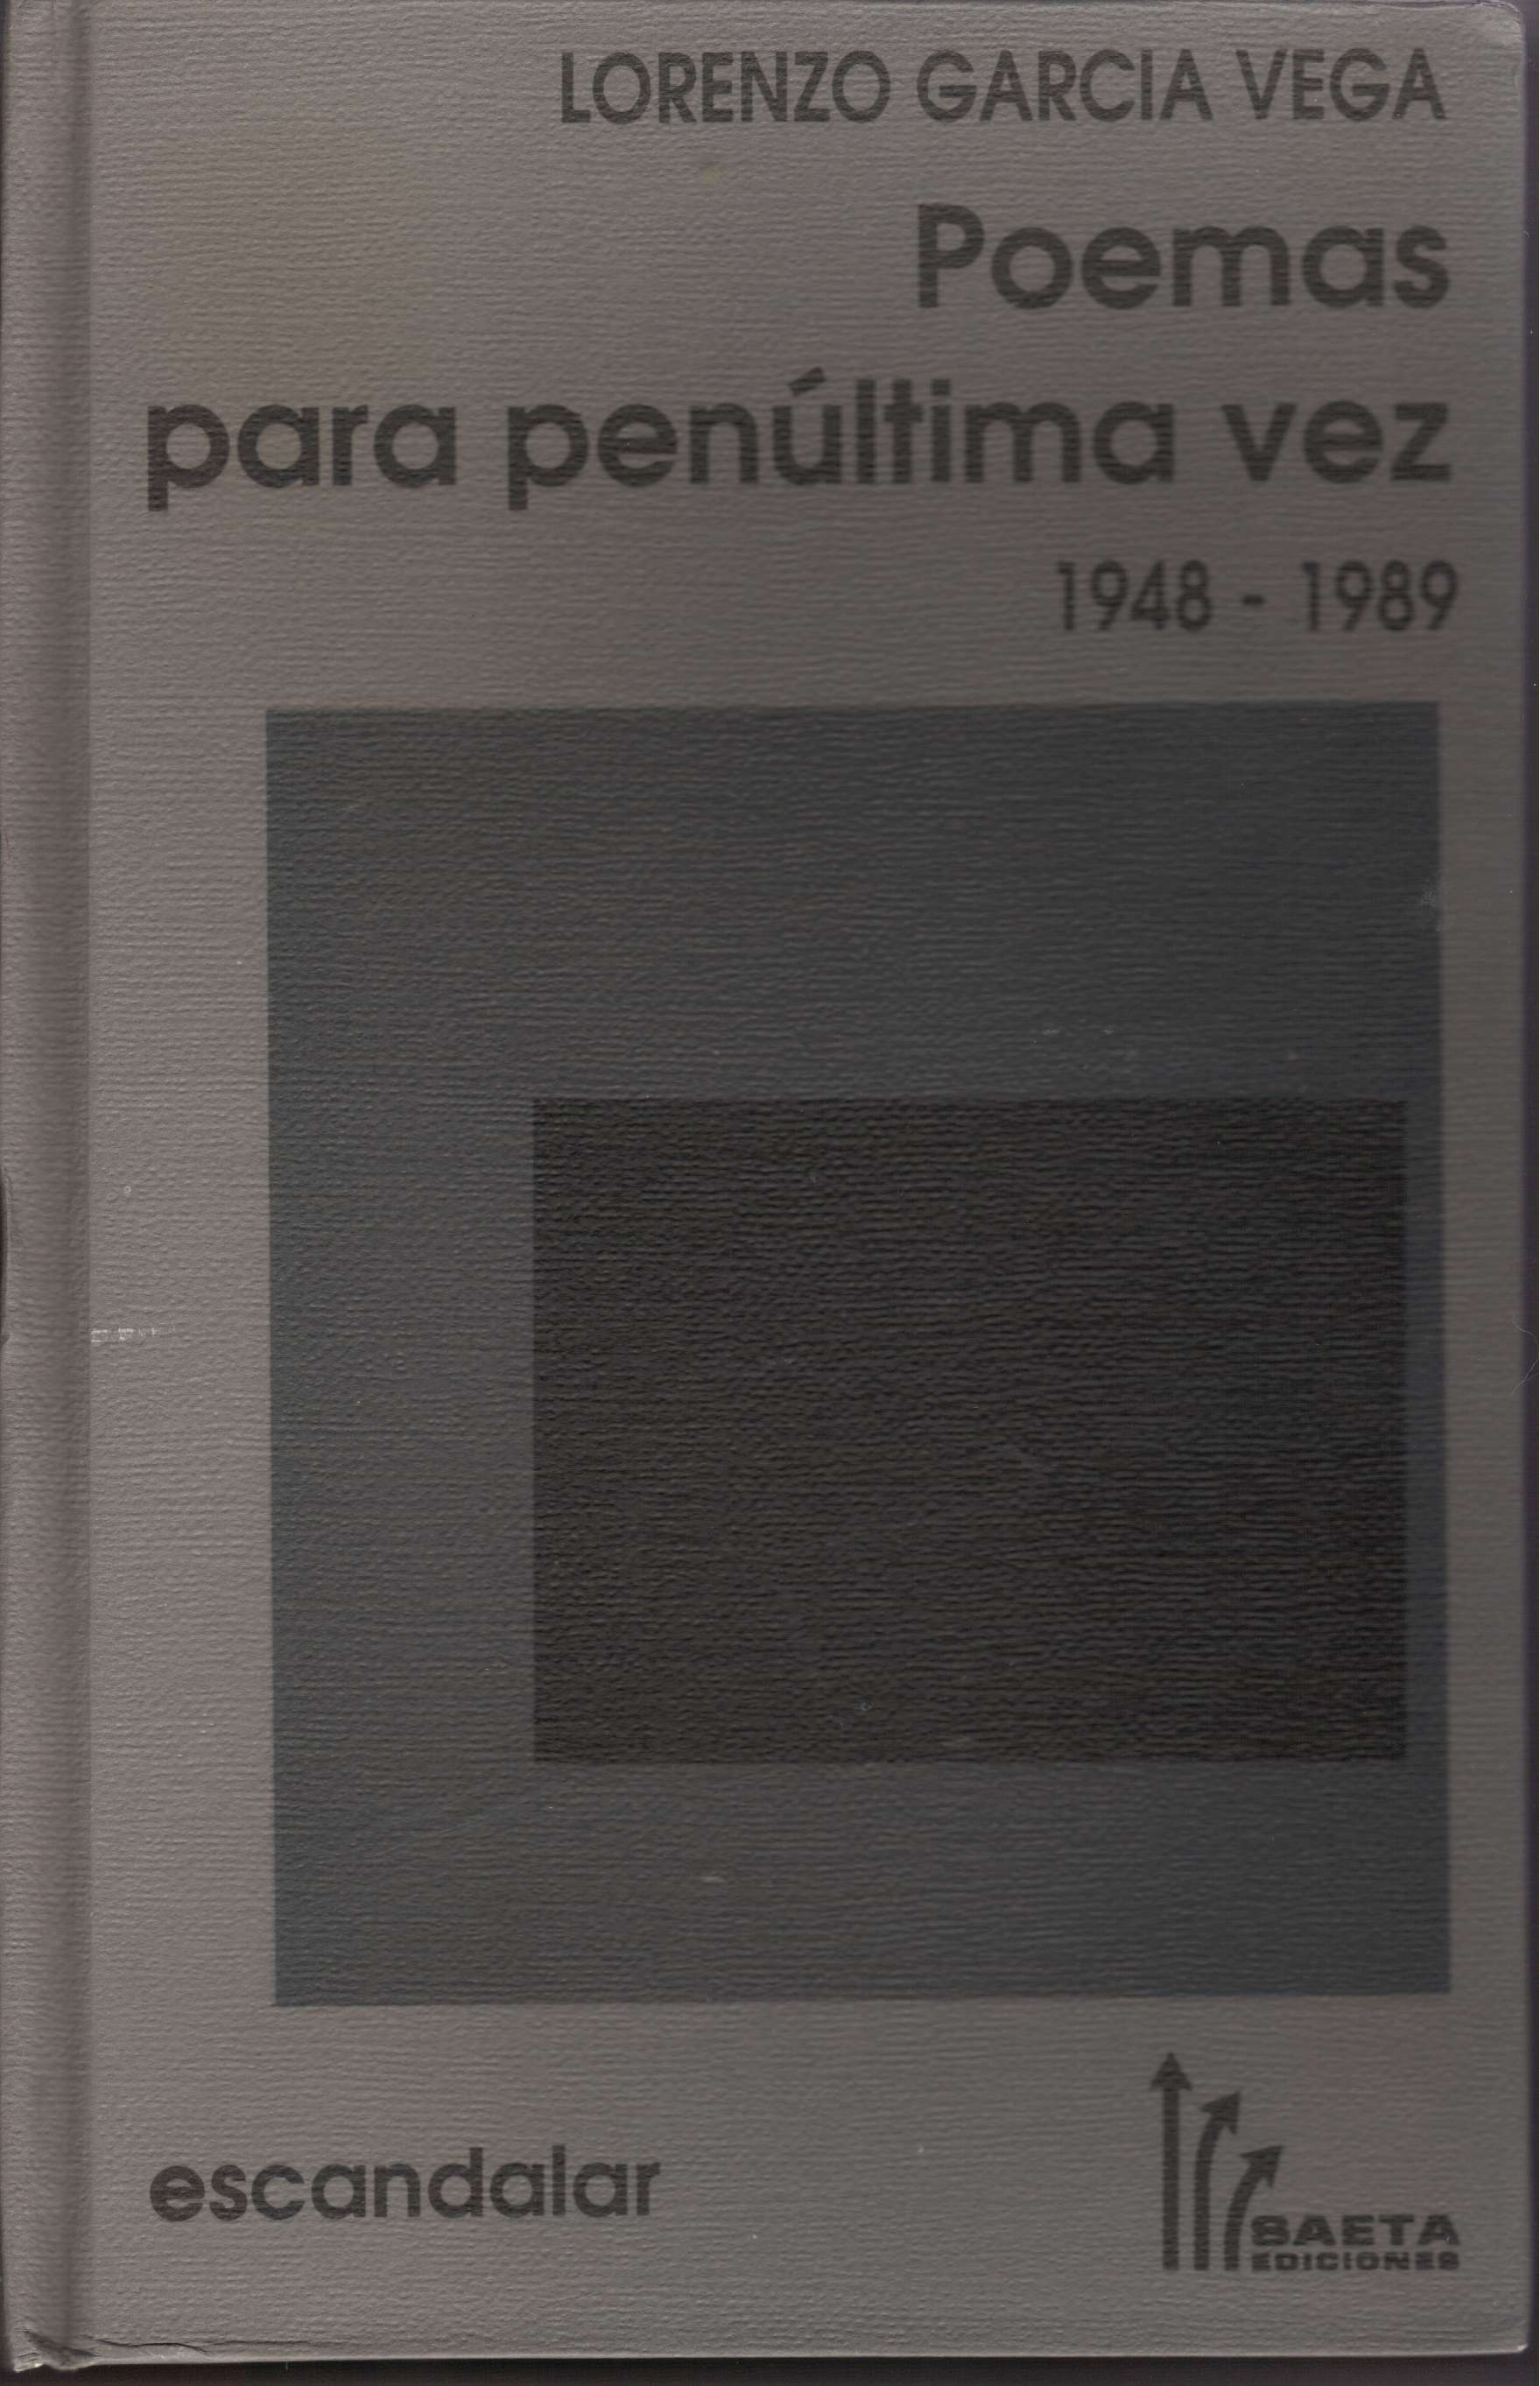 LORENZO GARCIA VEGA
Poemas
para penúltima vez
1948 - 1989
escandalar
SAETA
EDICIONES